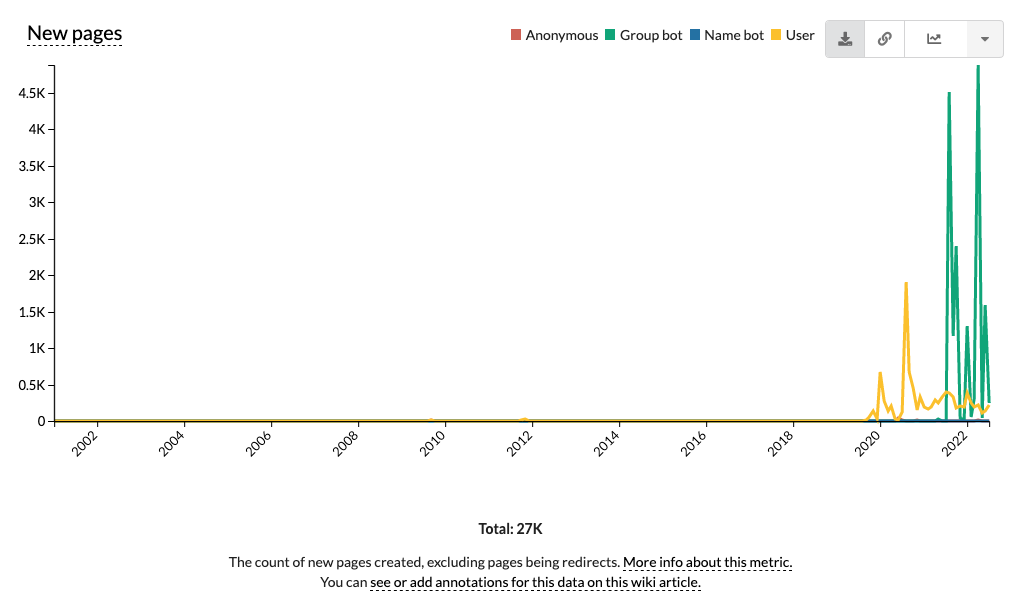 New pages
Anonymous Group bot Name bot User
4.5K
4K
3.5K
3K
2.5K
2K
1.5K
1K
0.5K
0
2002 2004 2006 2008 2010 2012 2014 2016 2018 2020 2022
Total: 27K
The count of new pages created, excluding pages being redirects. More info about this metric.
You can see or add annotations for this data on this wiki article.